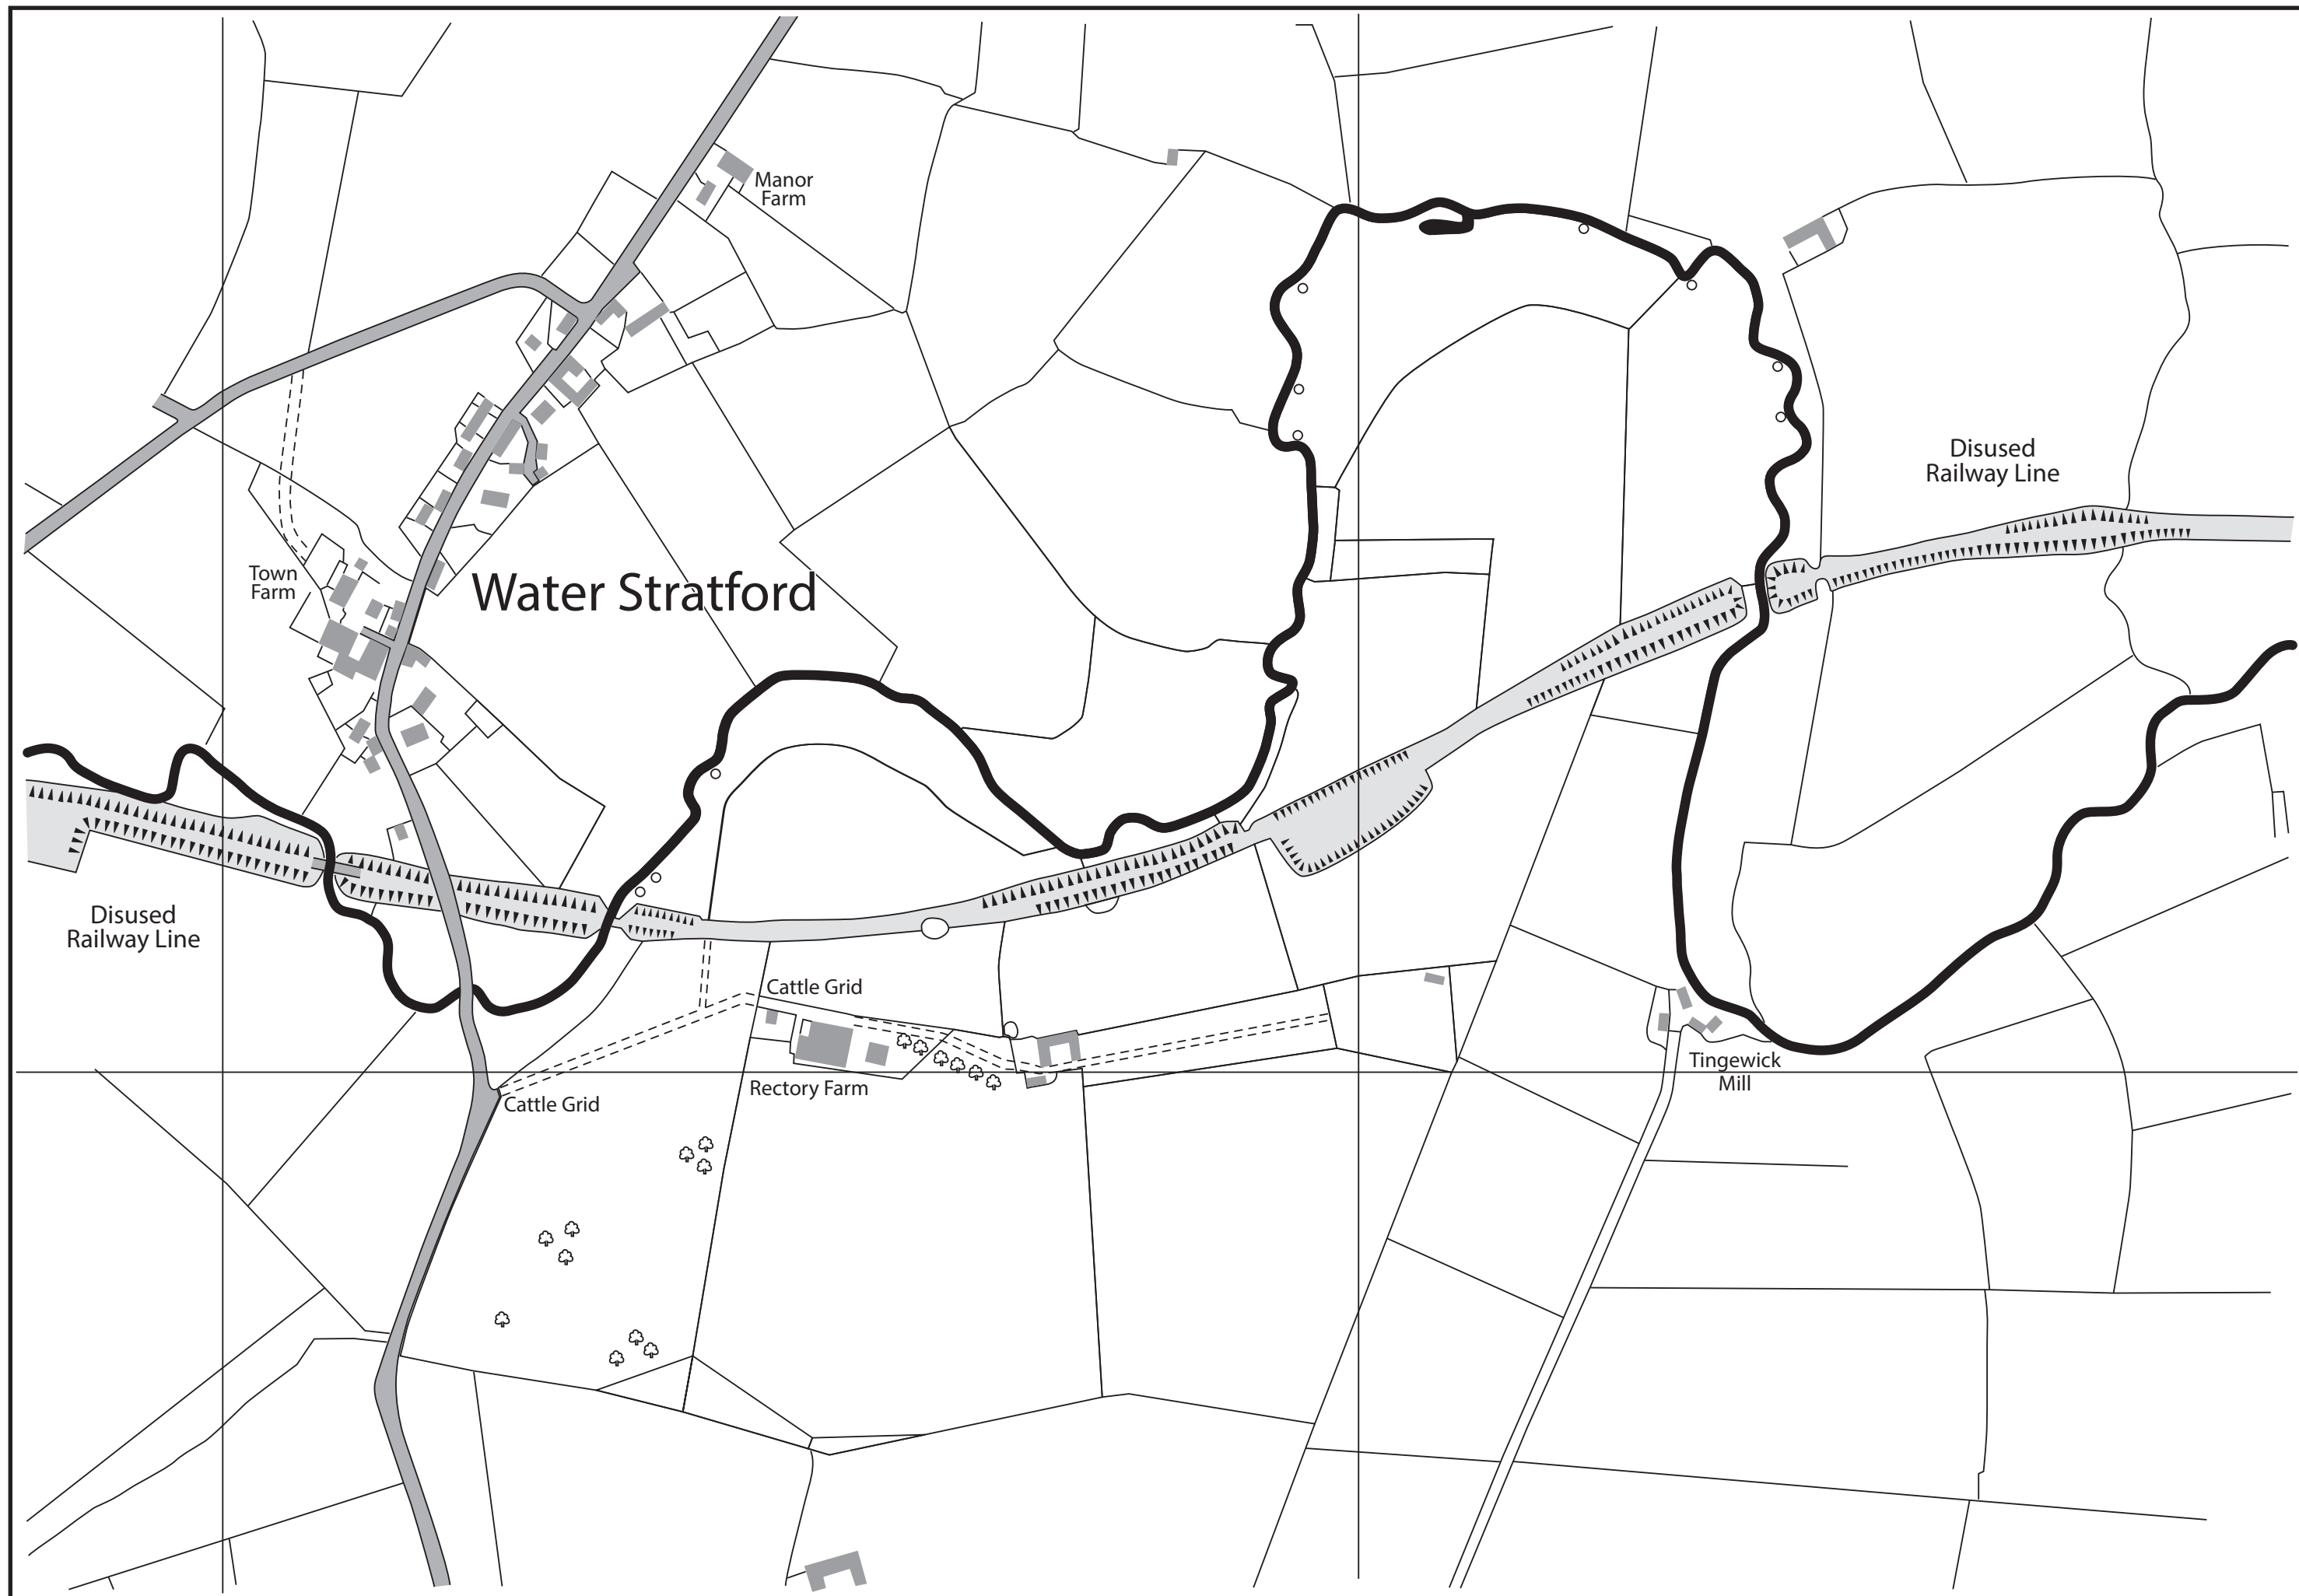 Manor
Farm
Disused
Railway Line
Town
Farm
Water Stratford
Disused
Railway Line
Cattle Grid
Tingewick
Mill
Rectory Farm
Cattle Grid